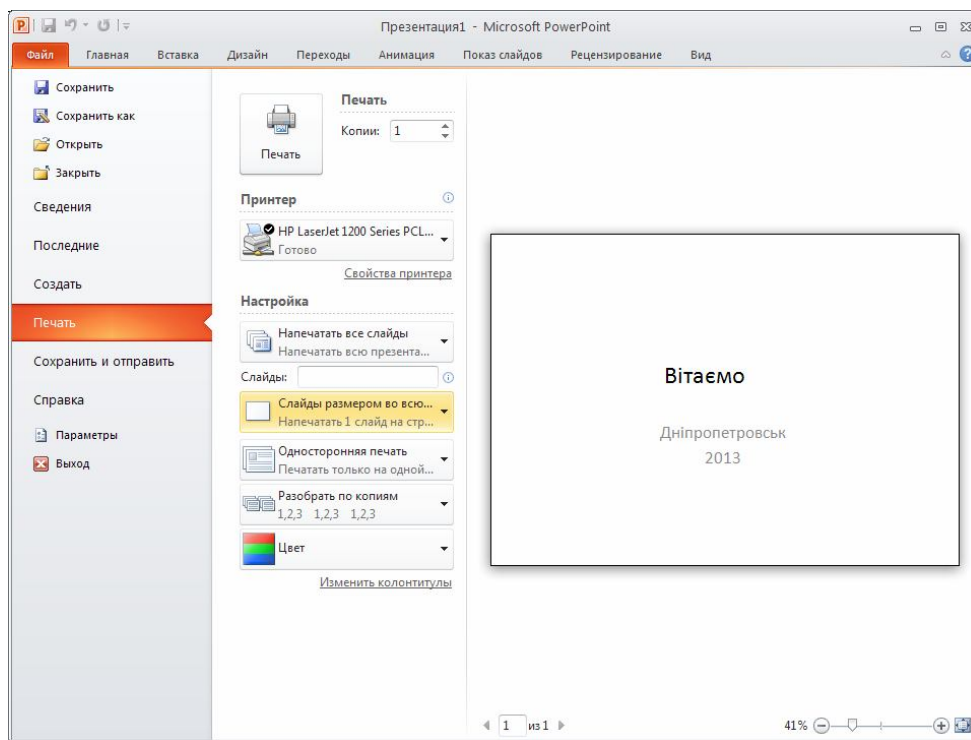 Презентация1 - Microsoft PowerPoint
Файл Главная Вставка Дизайн Переходы Анимация Показ слайдов Рецензирование Вид
Сохранить
Сохранить как
Открыть
Закрыть
Сведения
Последние
Создать
Печать
Сохранить и отправить
Справка
Параметры
Выход
Печать
Печать
Копии: 1
Принтер
HP LaserJet 1200 Series PCL...
Готово
Свойства принтера
Настройка
Напечатать все слайды
Напечатать всю презента...
Слайды:
Слайды размером во всю...
Напечатать 1 слайд на стр...
Односторонняя печать
Печатать только на одной...
Разобрать по копиям
1,2,3 1,2,3 1,2,3
Цвет
Изменить колонтитулы
Вітаємо
Дніпропетровськ
2013
1 из 1
41%